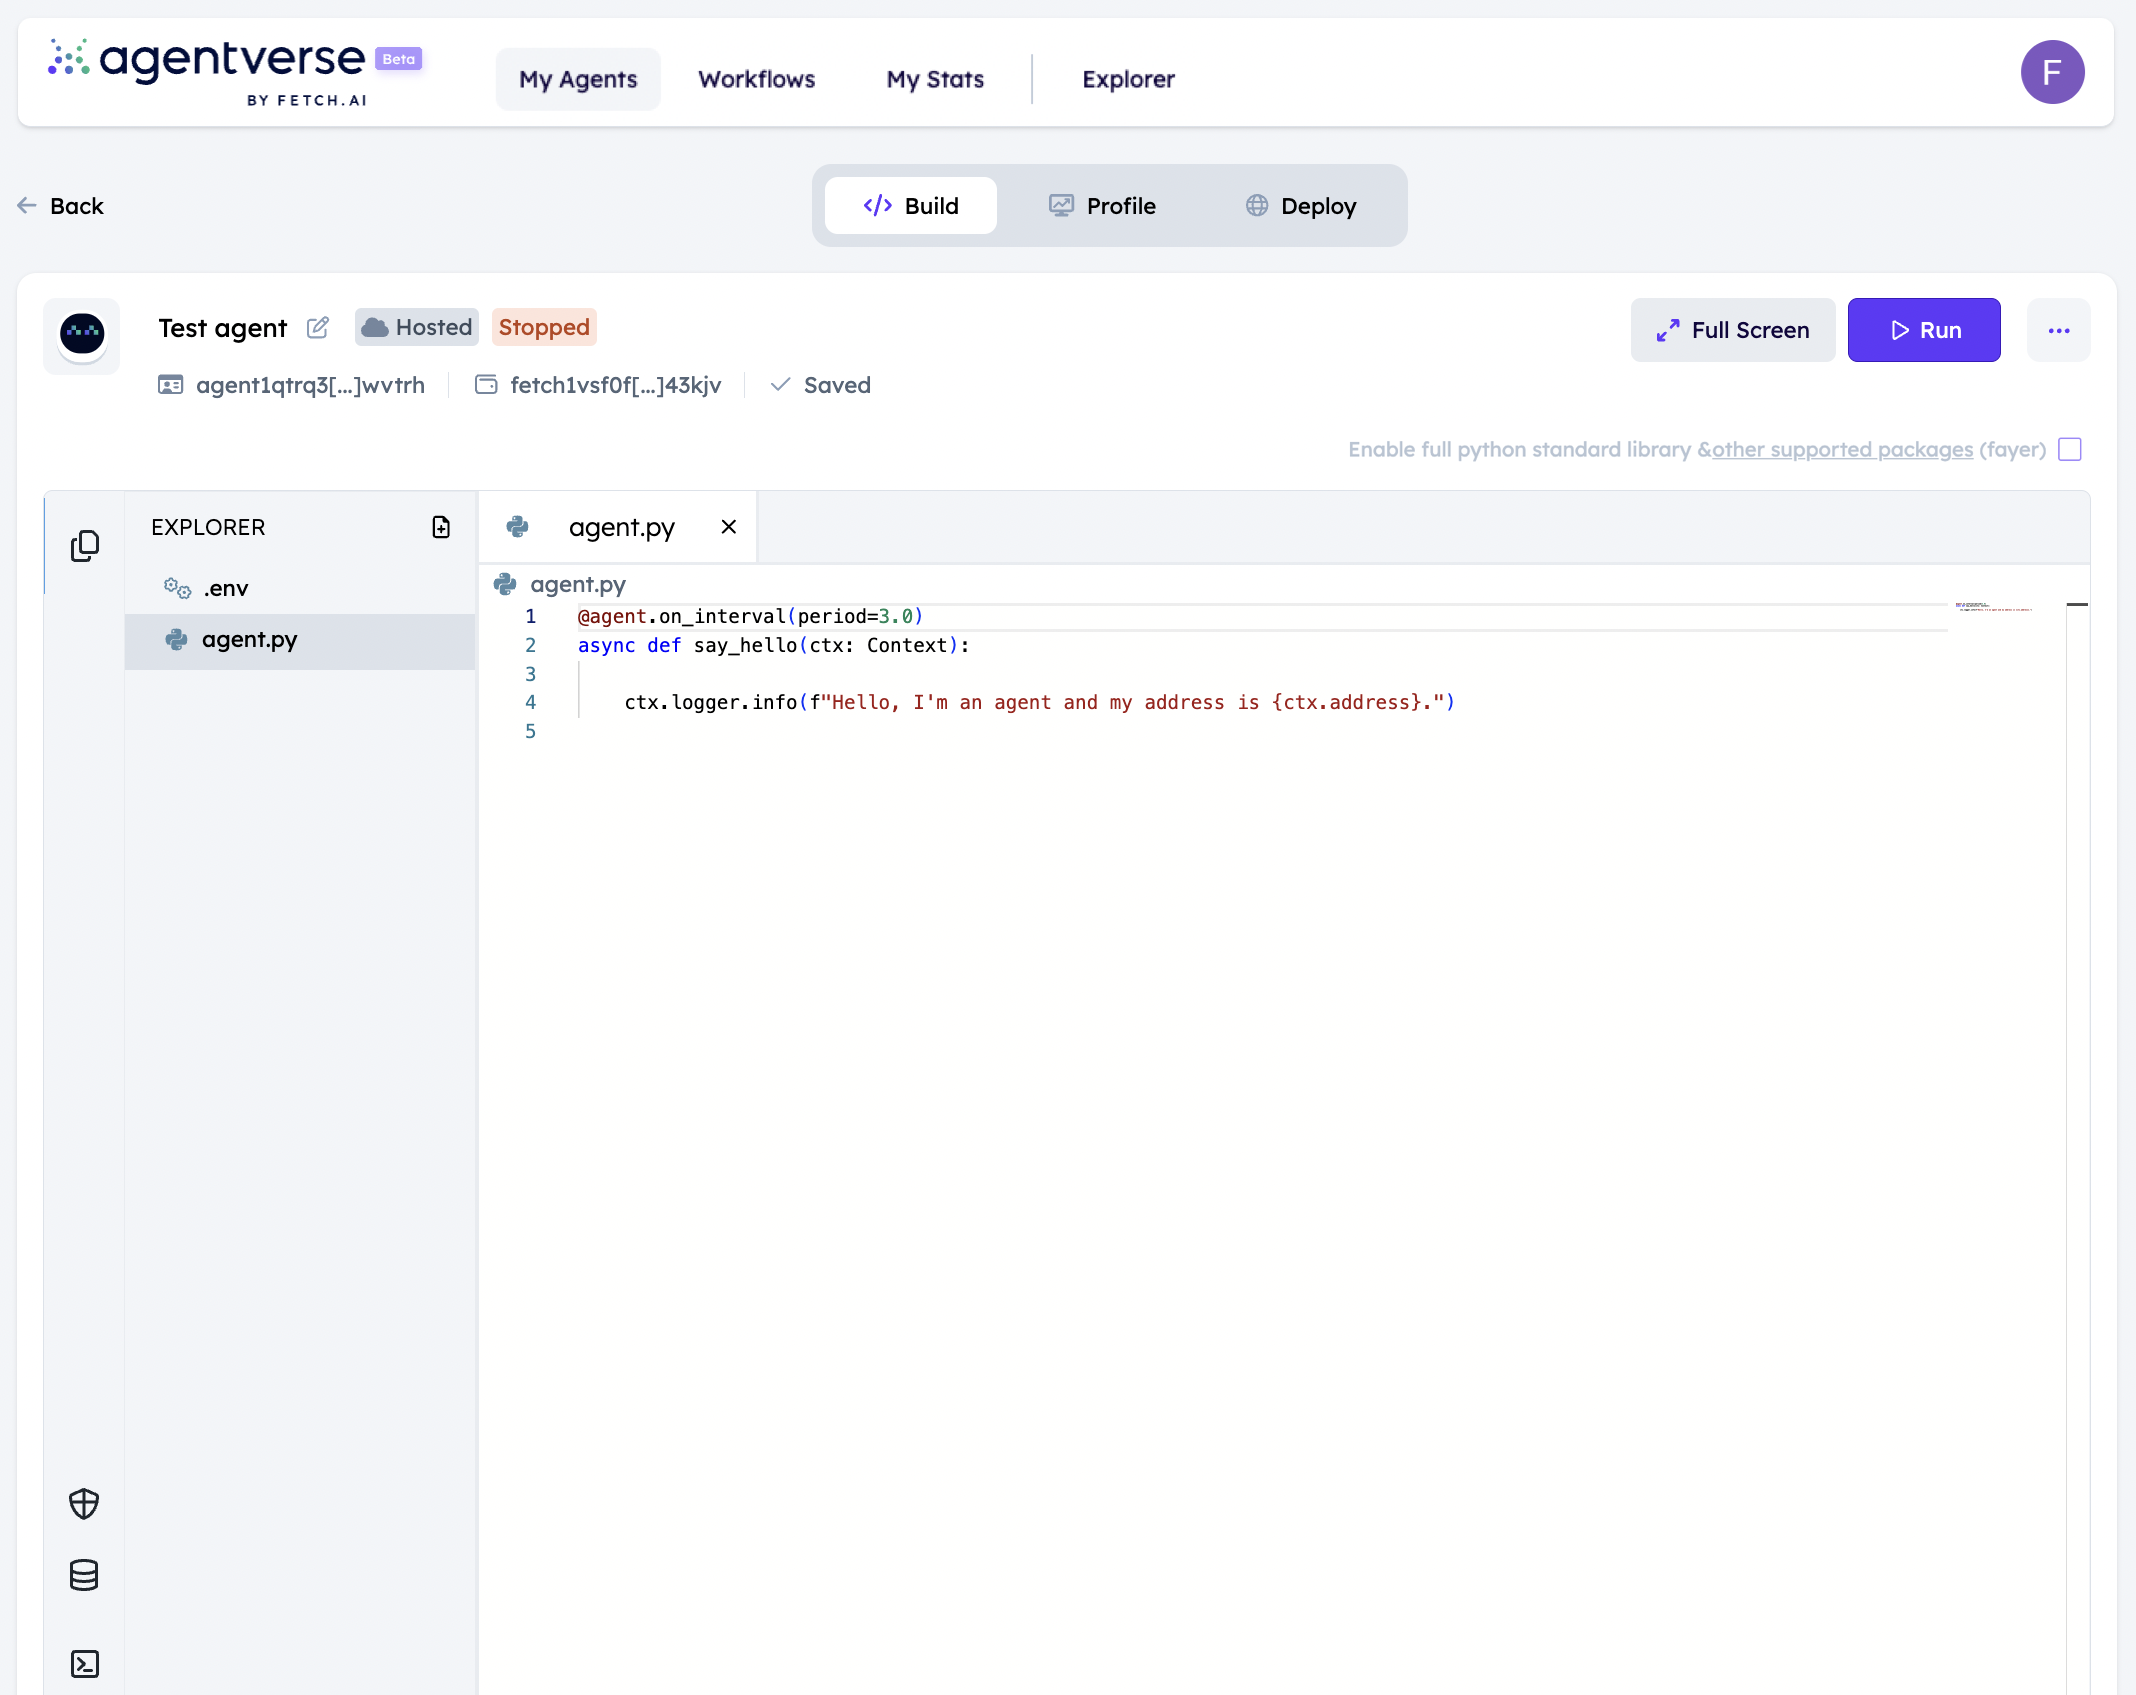 agentverse Beta
BY FETCH.AI
My Agents Workflows My Stats Explorer
F
Back
Build Profile Deploy
Test agent Hosted Stopped
Full Screen Run
agent1qtrq3[...]wvtrh fetch1vsf0f[...]43kjv Saved
Enable full python standard library &other supported packages (fayer)
EXPLORER
.env
agent.py
agent.py
agent.py
1 @agent.on_interval(period=3.0)
2 async def say_hello(ctx: Context):
3
4 ctx.logger.info(f"Hello, I'm an agent and my address is {ctx.address}.")
5